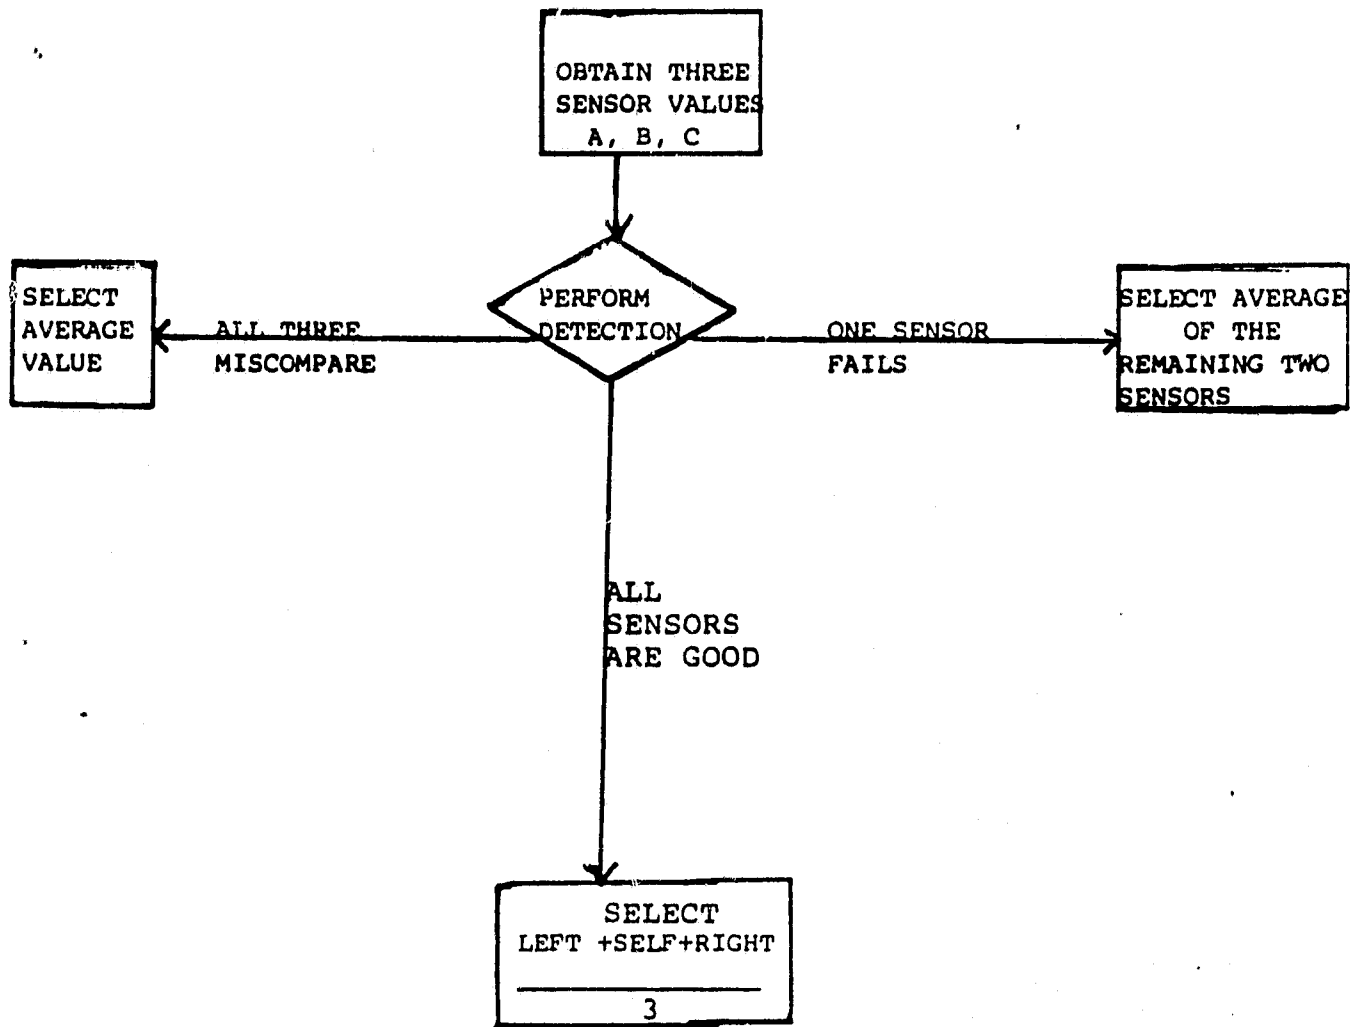 OBTAIN THREE
SENSOR VALUES
A, B, C
PERFORM
DETECTION
SELECT
AVERAGE
VALUE
ALL THREE
MISCOMPARE
ONE SENSOR
FAILS
SELECT AVERAGE
OF THE
REMAINING TWO
SENSORS
ALL
SENSORS
ARE GOOD
SELECT
LEFT +SELF+RIGHT
3